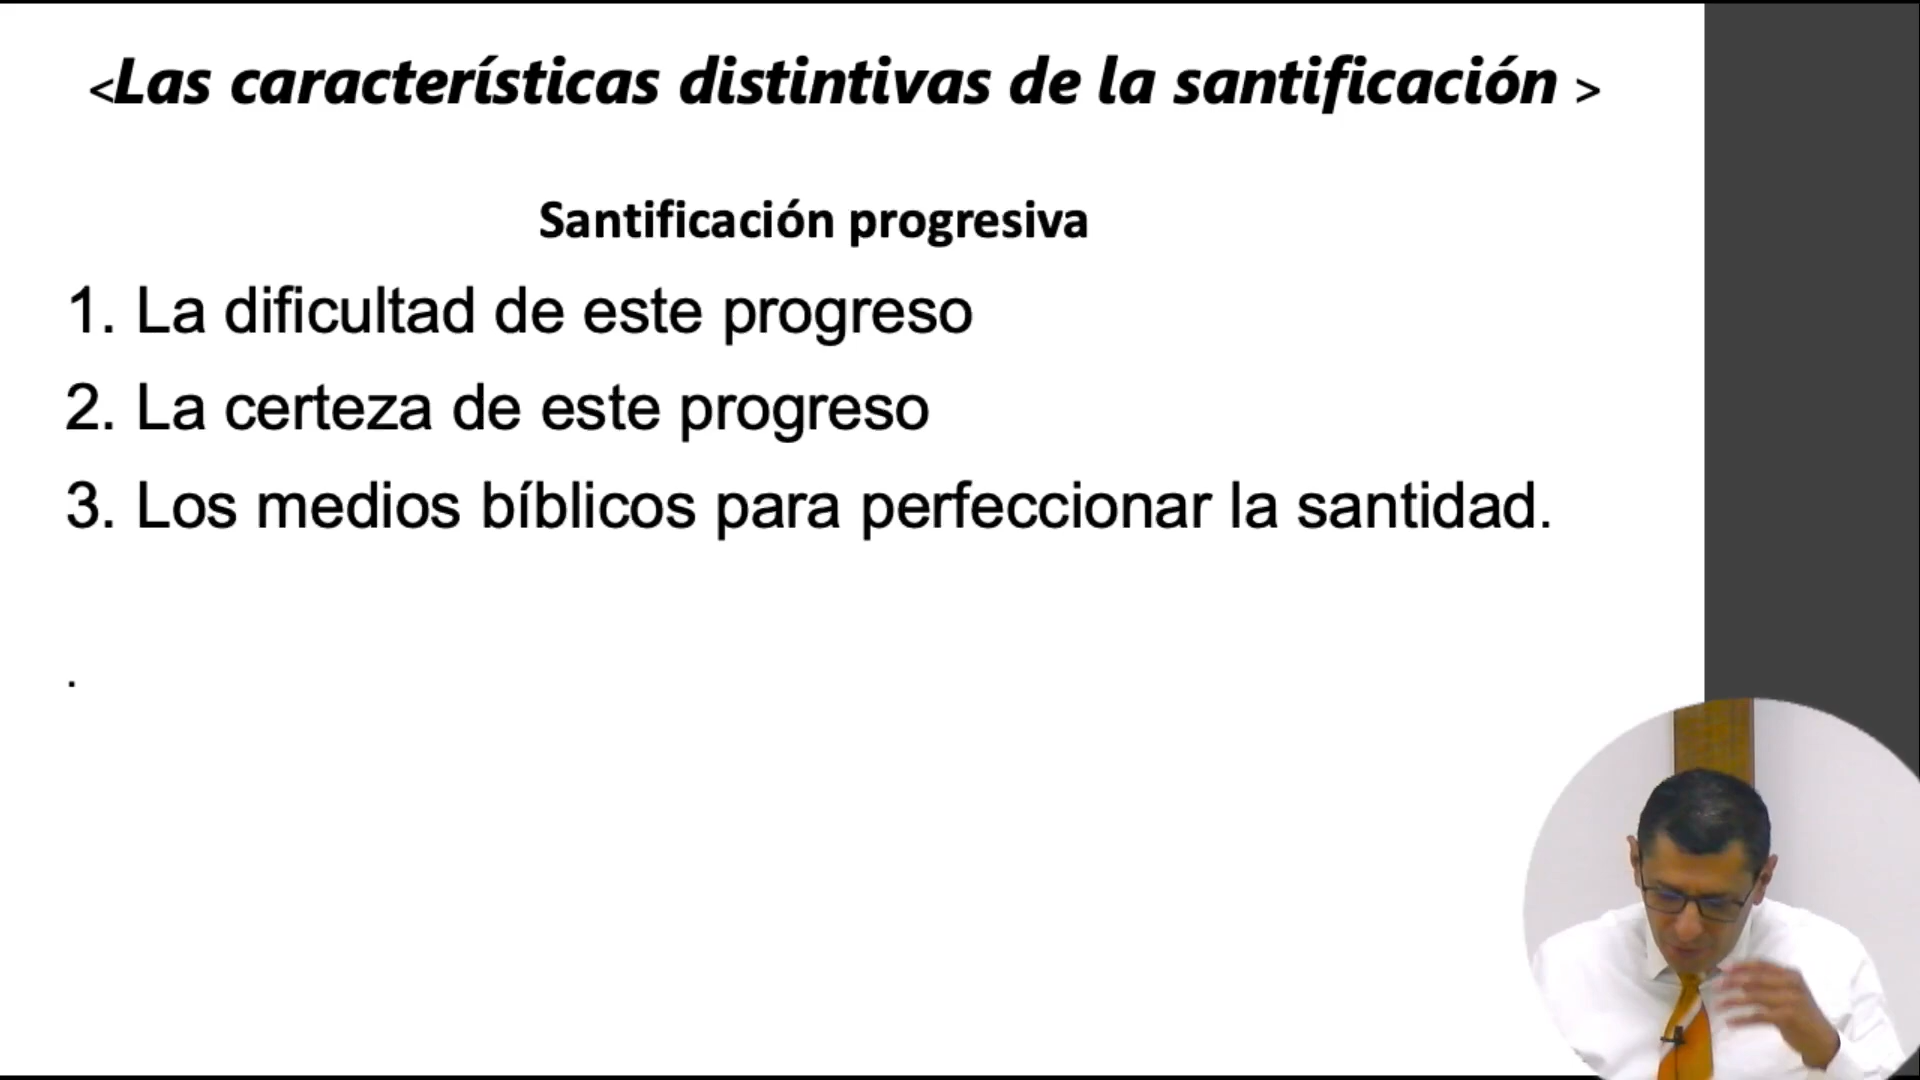 <Las características distintivas de la santificación >
Santificación progresiva
1. La dificultad de este progreso
2. La certeza de este progreso
3. Los medios bíblicos para perfeccionar la santidad.
.